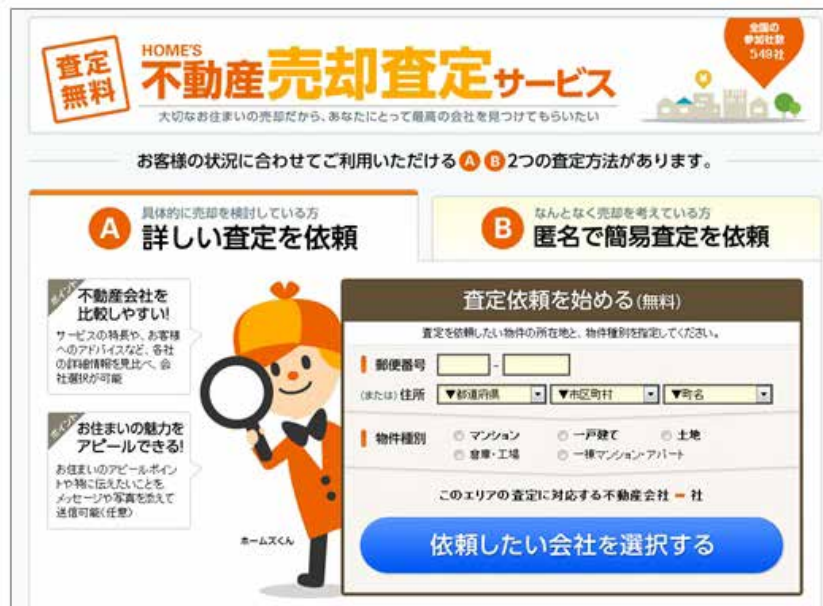 査定
無料
HOME'S
不動産売却査定サービス
大切なお住まいの売却だから、あなたにとって最高の会社を見つけてもらいたい
全国の
参加社数
549社
お客様の状況に合わせてご利用いただける A B 2つの査定方法があります。
A
具体的に売却を検討している方
詳しい査定を依頼
B
なんとなく売却を考えている方
匿名で簡易査定を依頼
ポイント
不動産会社を
比較しやすい!
サービスの特長や、お客様
へのアドバイスなど、各社
の詳細情報を見比べ、会
社選択が可能
ポイント
お住まいの魅力を
アピールできる!
お住まいのアピールポイン
トや特に伝えたいことを
メッセージや写真を添えて
送信可能(任意)
ホームズくん
査定依頼を始める(無料)
査定を依頼したい物件の所在地と、物件種別を指定してください。
郵便番号 -
(または)住所 ▼都道府県 ▼市区町村 ▼町名
物件種別 マンション 一戸建て 土地
倉庫・工場 一棟マンション・アパート
このエリアの査定に対応する不動産会社 - 社
依頼したい会社を選択する